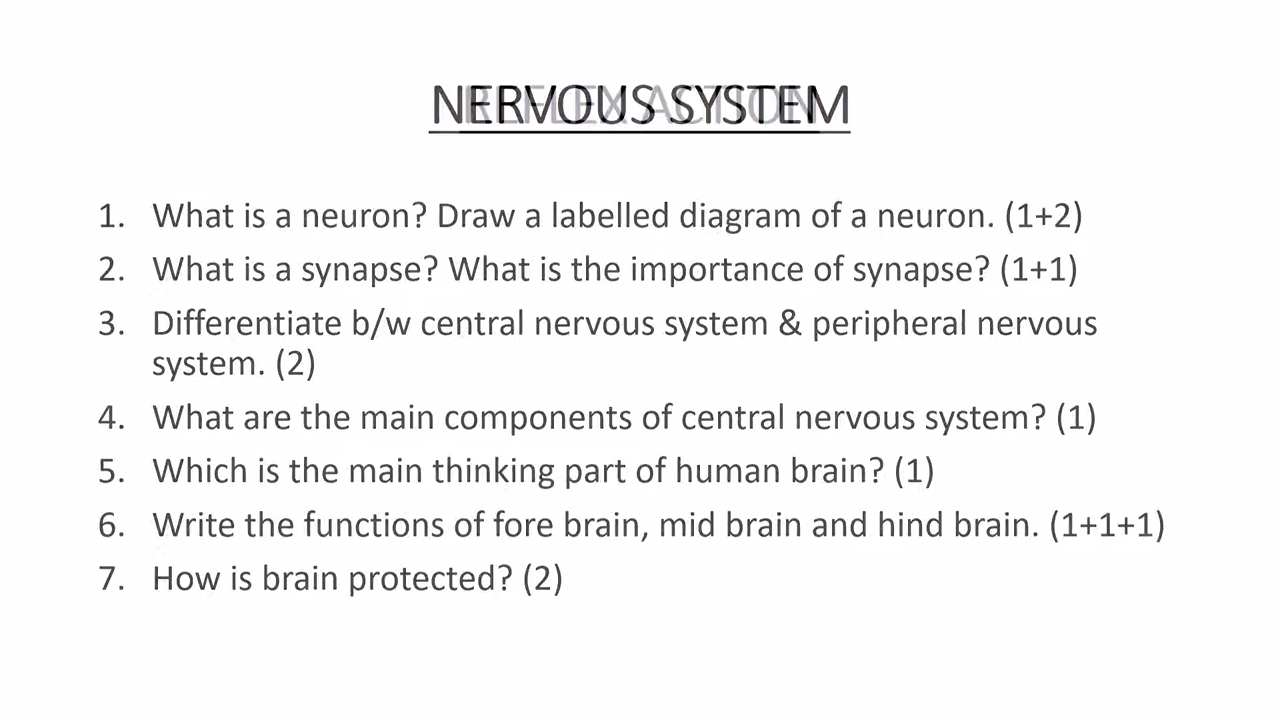 NERVOUS SYSTEM
REFLEX ACTION
1. What is a neuron? Draw a labelled diagram of a neuron. (1+2)
2. What is a synapse? What is the importance of synapse? (1+1)
3. Differentiate b/w central nervous system & peripheral nervous
system. (2)
4. What are the main components of central nervous system? (1)
5. Which is the main thinking part of human brain? (1)
6. Write the functions of fore brain, mid brain and hind brain. (1+1+1)
7. How is brain protected? (2)